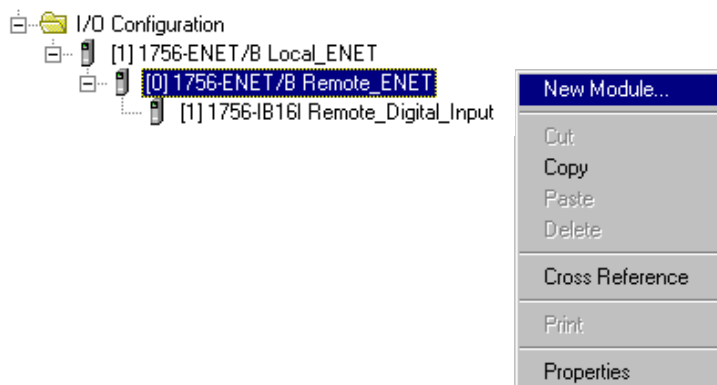 I/O Configuration
[1] 1756-ENET/B Local_ENET
[0] 1756-ENET/B Remote_ENET
[1] 1756-IB16I Remote_Digital_Input
New Module...
Cut
Copy
Paste
Delete
Cross Reference
Print
Properties